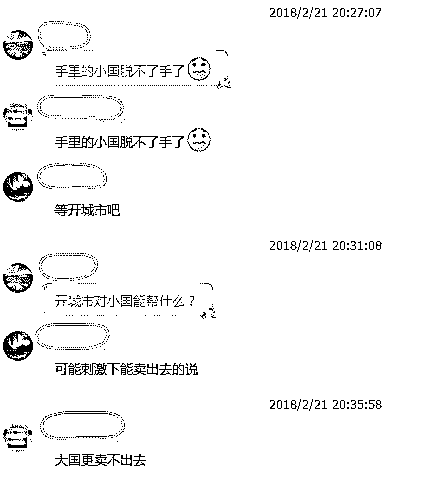 2018/2/21 20:27:07
手里的小国脱不了手了
手里的小国脱不了手了
等开城市吧
2018/2/21 20:31:08
开城市对小国能帮什么？
可能刺激下能卖出去的说
2018/2/21 20:35:58
大国更卖不出去